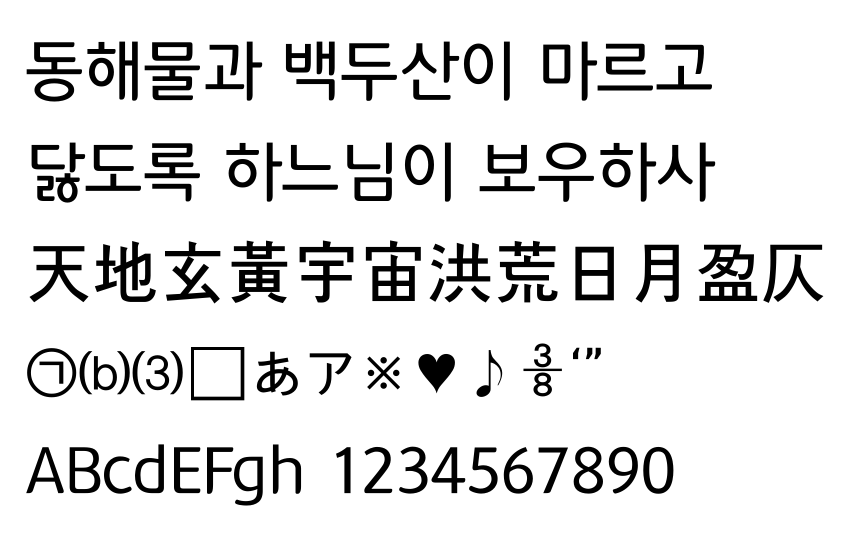 동해물과 백두산이 마르고
닳도록 하느님이 보우하사
天地玄黃宇宙洪荒日月盈仄
㉠⒝⑶□あア※♥♪⅜‘”
ABcdEFgh 1234567890